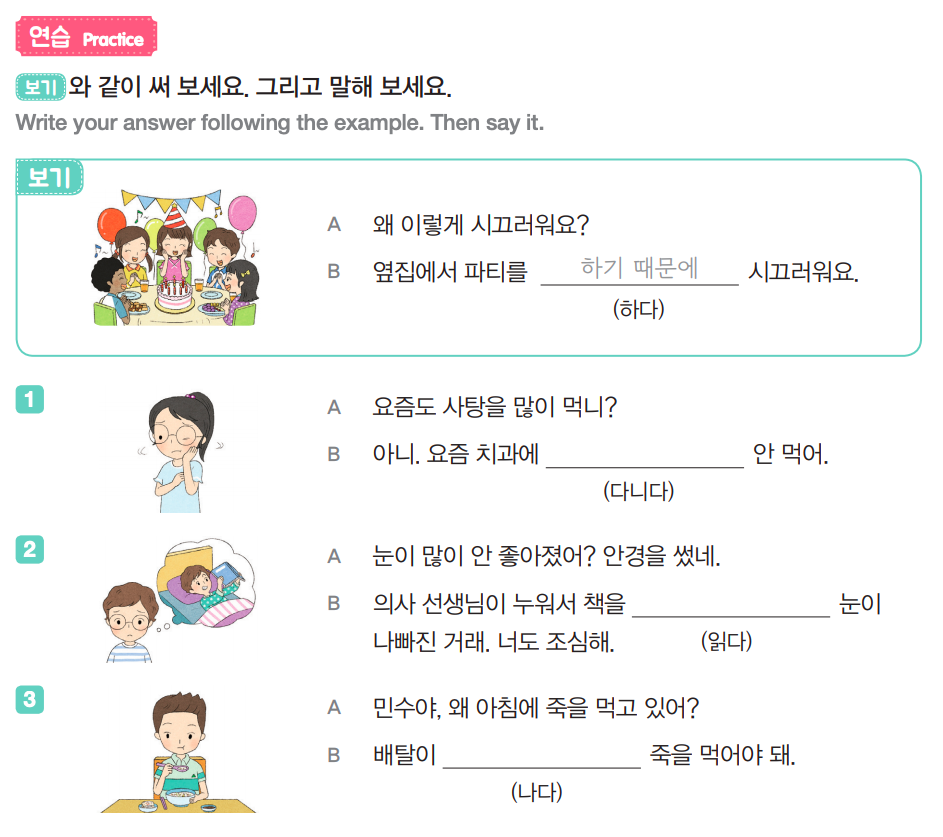 연습 Practice
보기 와 같이 써 보세요. 그리고 말해 보세요.
Write your answer following the example. Then say it.
보기
A 왜 이렇게 시끄러워요?
B 옆집에서 파티를 하기 때문에 시끄러워요.
(하다)
1
A 요즘도 사탕을 많이 먹니?
B 아니. 요즘 치과에 ____________ 안 먹어.
(다니다)
2
A 눈이 많이 안 좋아졌어? 안경을 썼네.
B 의사 선생님이 누워서 책을 ____________ 눈이
나빠진 거래. 너도 조심해. (읽다)
3
A 민수야, 왜 아침에 죽을 먹고 있어?
B 배탈이 ____________ 죽을 먹어야 돼.
(나다)